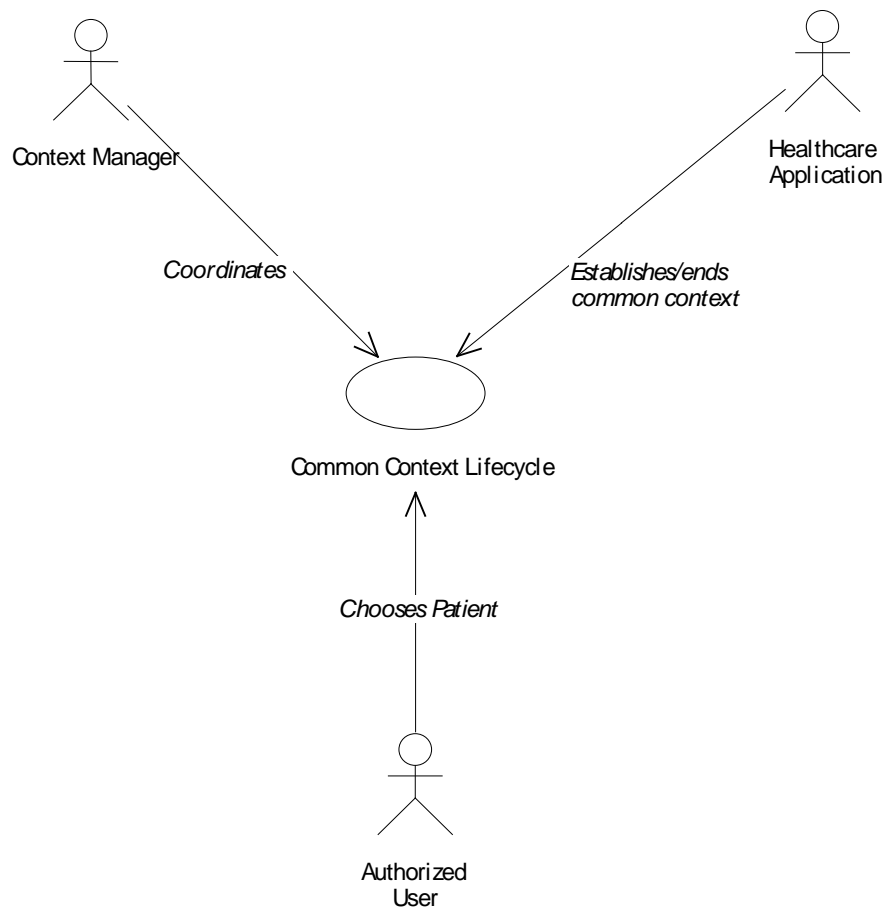 Context Manager
Healthcare
Application
Coordinates
Establishes/ends
common context
Common Context Lifecycle
Chooses Patient
Authorized
User